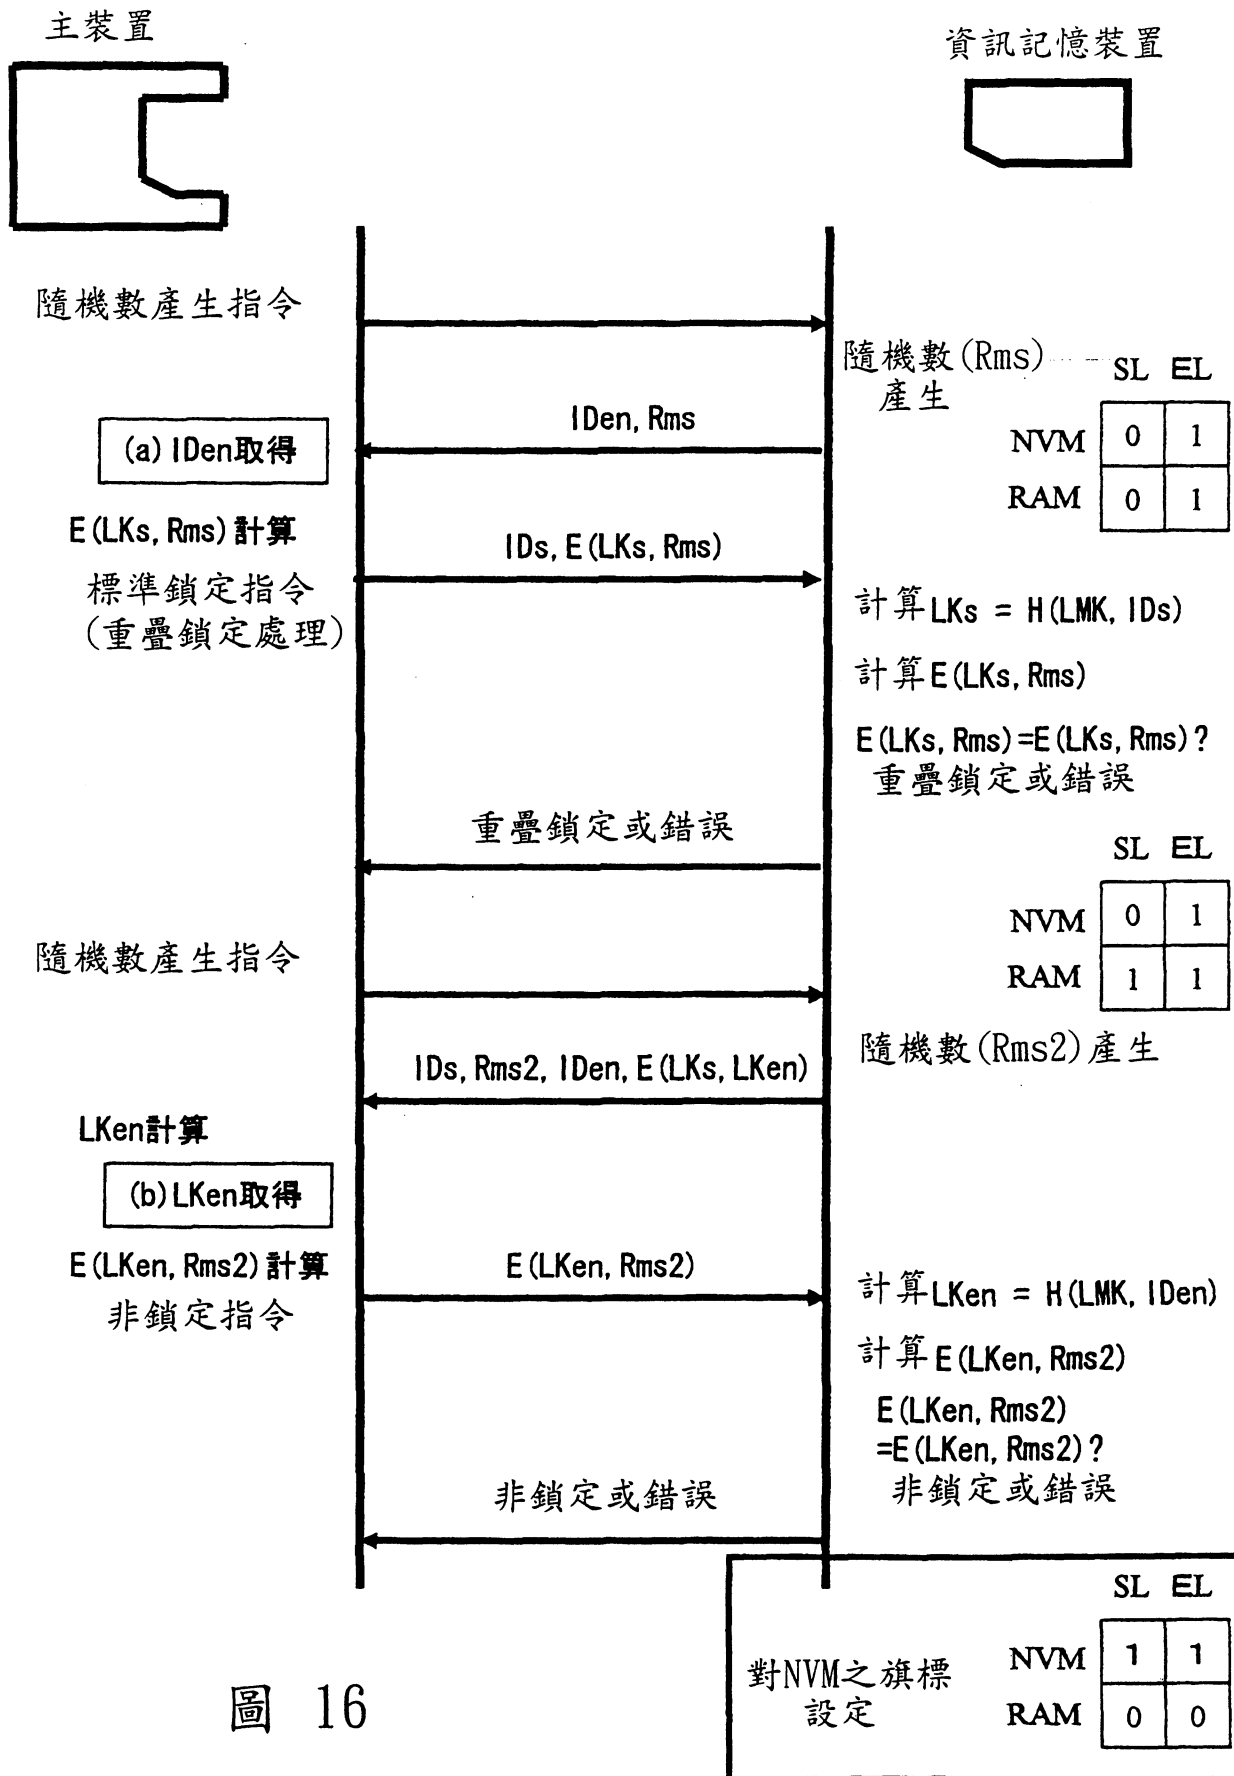 主裝置
資訊記憶裝置
隨機數產生指令
隨機數(Rms)
產生
SL EL
NVM 0 1
RAM 0 1
IDen, Rms
(a) IDen取得
E(LKs, Rms)計算
IDs, E(LKs, Rms)
標準鎖定指令
(重疊鎖定處理)
計算LKs = H(LMK, IDs)
計算E(LKs, Rms)
E(LKs, Rms)=E(LKs, Rms)?
重疊鎖定或錯誤
重疊鎖定或錯誤
SL EL
NVM 0 1
RAM 1 1
隨機數產生指令
隨機數(Rms2)產生
IDs, Rms2, IDen, E(LKs, LKen)
LKen計算
(b) LKen取得
E(LKen, Rms2)計算
E(LKen, Rms2)
非鎖定指令
計算LKen = H(LMK, IDen)
計算E(LKen, Rms2)
E(LKen, Rms2)
=E(LKen, Rms2)?
非鎖定或錯誤
非鎖定或錯誤
SL EL
NVM 1 1
RAM 0 0
對NVM之旗標
設定
圖 16